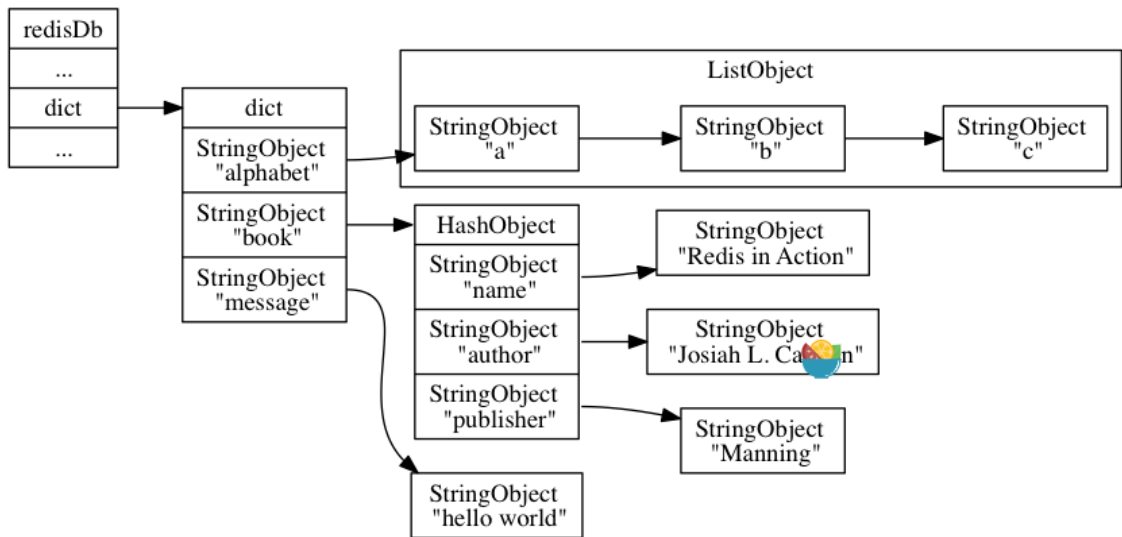 redisDb
...
dict
...
dict
StringObject
"alphabet"
StringObject
"book"
StringObject
"message"
ListObject
StringObject
"a"
StringObject
"b"
StringObject
"c"
HashObject
StringObject
"name"
StringObject
"author"
StringObject
"publisher"
StringObject
"Redis in Action"
StringObject
"Josiah L.
StringObject
"Manning"
StringObject
"hello world"